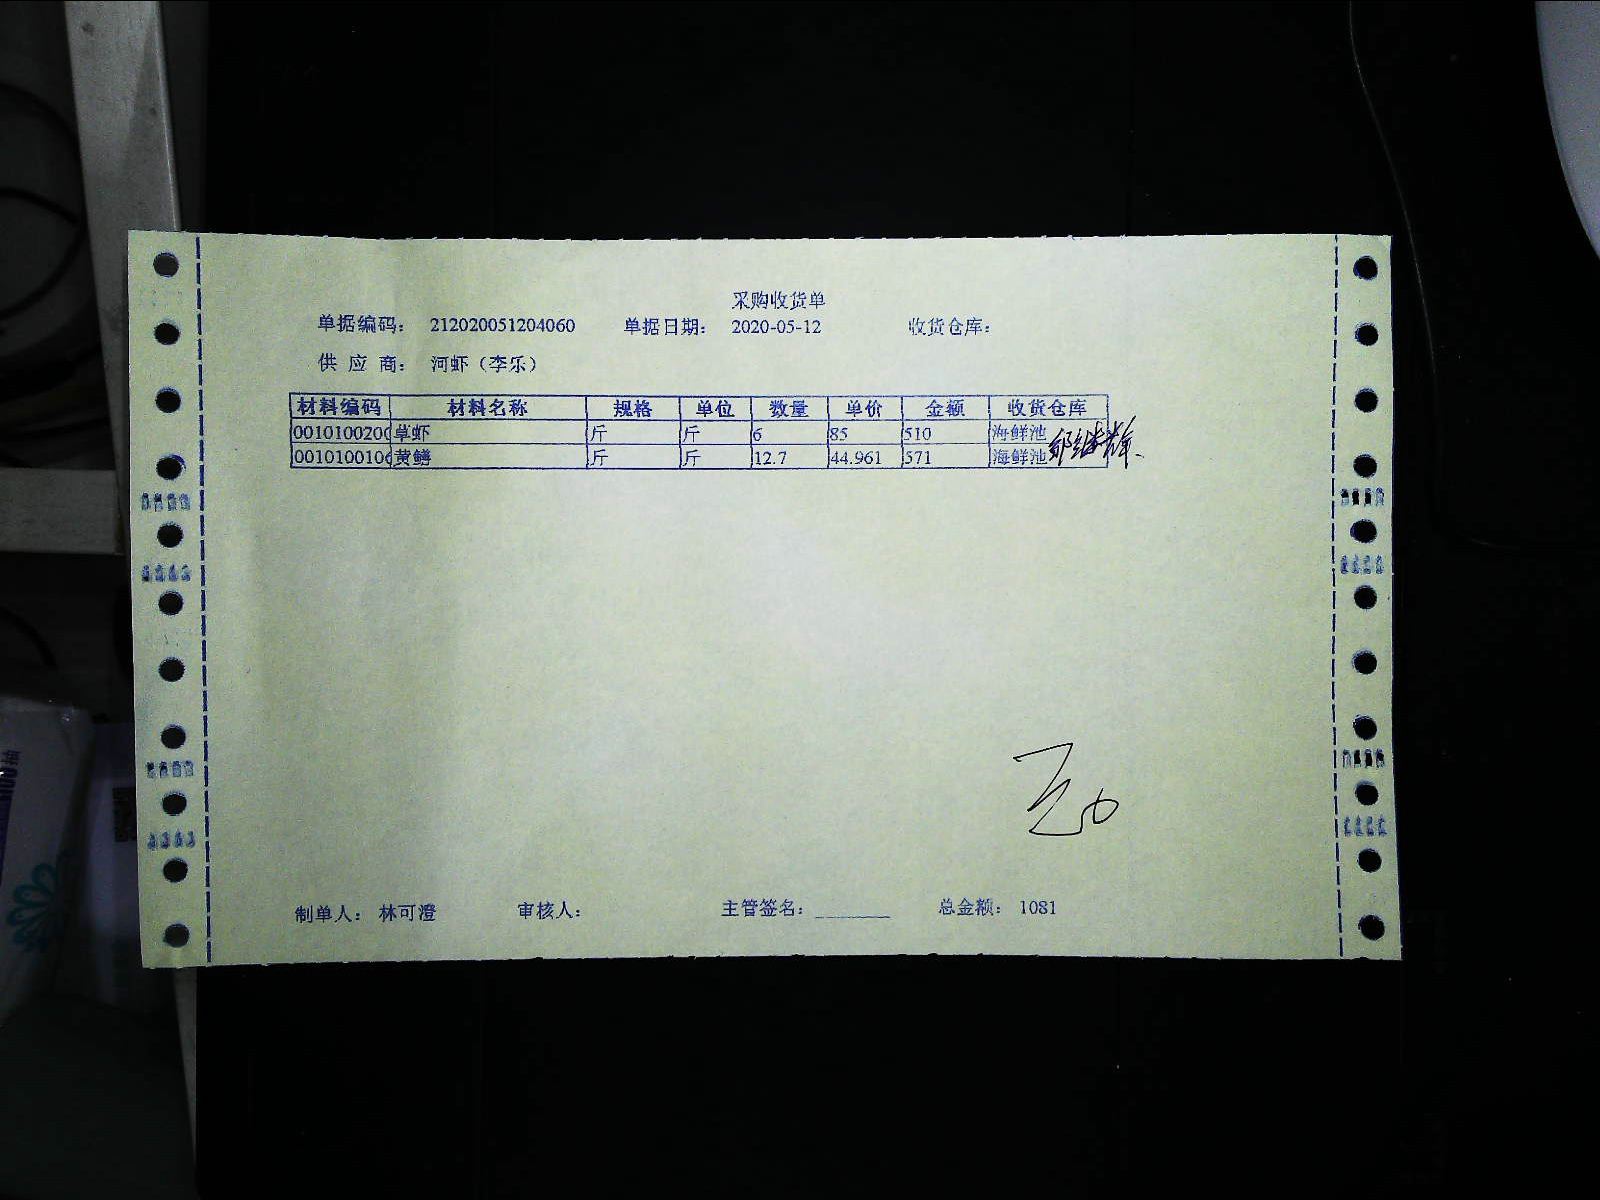 采购收货单
单据编码： 212020051204060 单据日期： 2020-05-12 收货仓库：
供 应 商： 河虾（李乐）
材料编码 材料名称 规格 单位 数量 单价 金额 收货仓库
001010020 草虾 斤 斤 6 85 510 海鲜池
001010010 黄鳝 斤 斤 12.7 44.961 571 海鲜池
制单人： 林可澄 审核人： 主管签名： 总金额： 1081